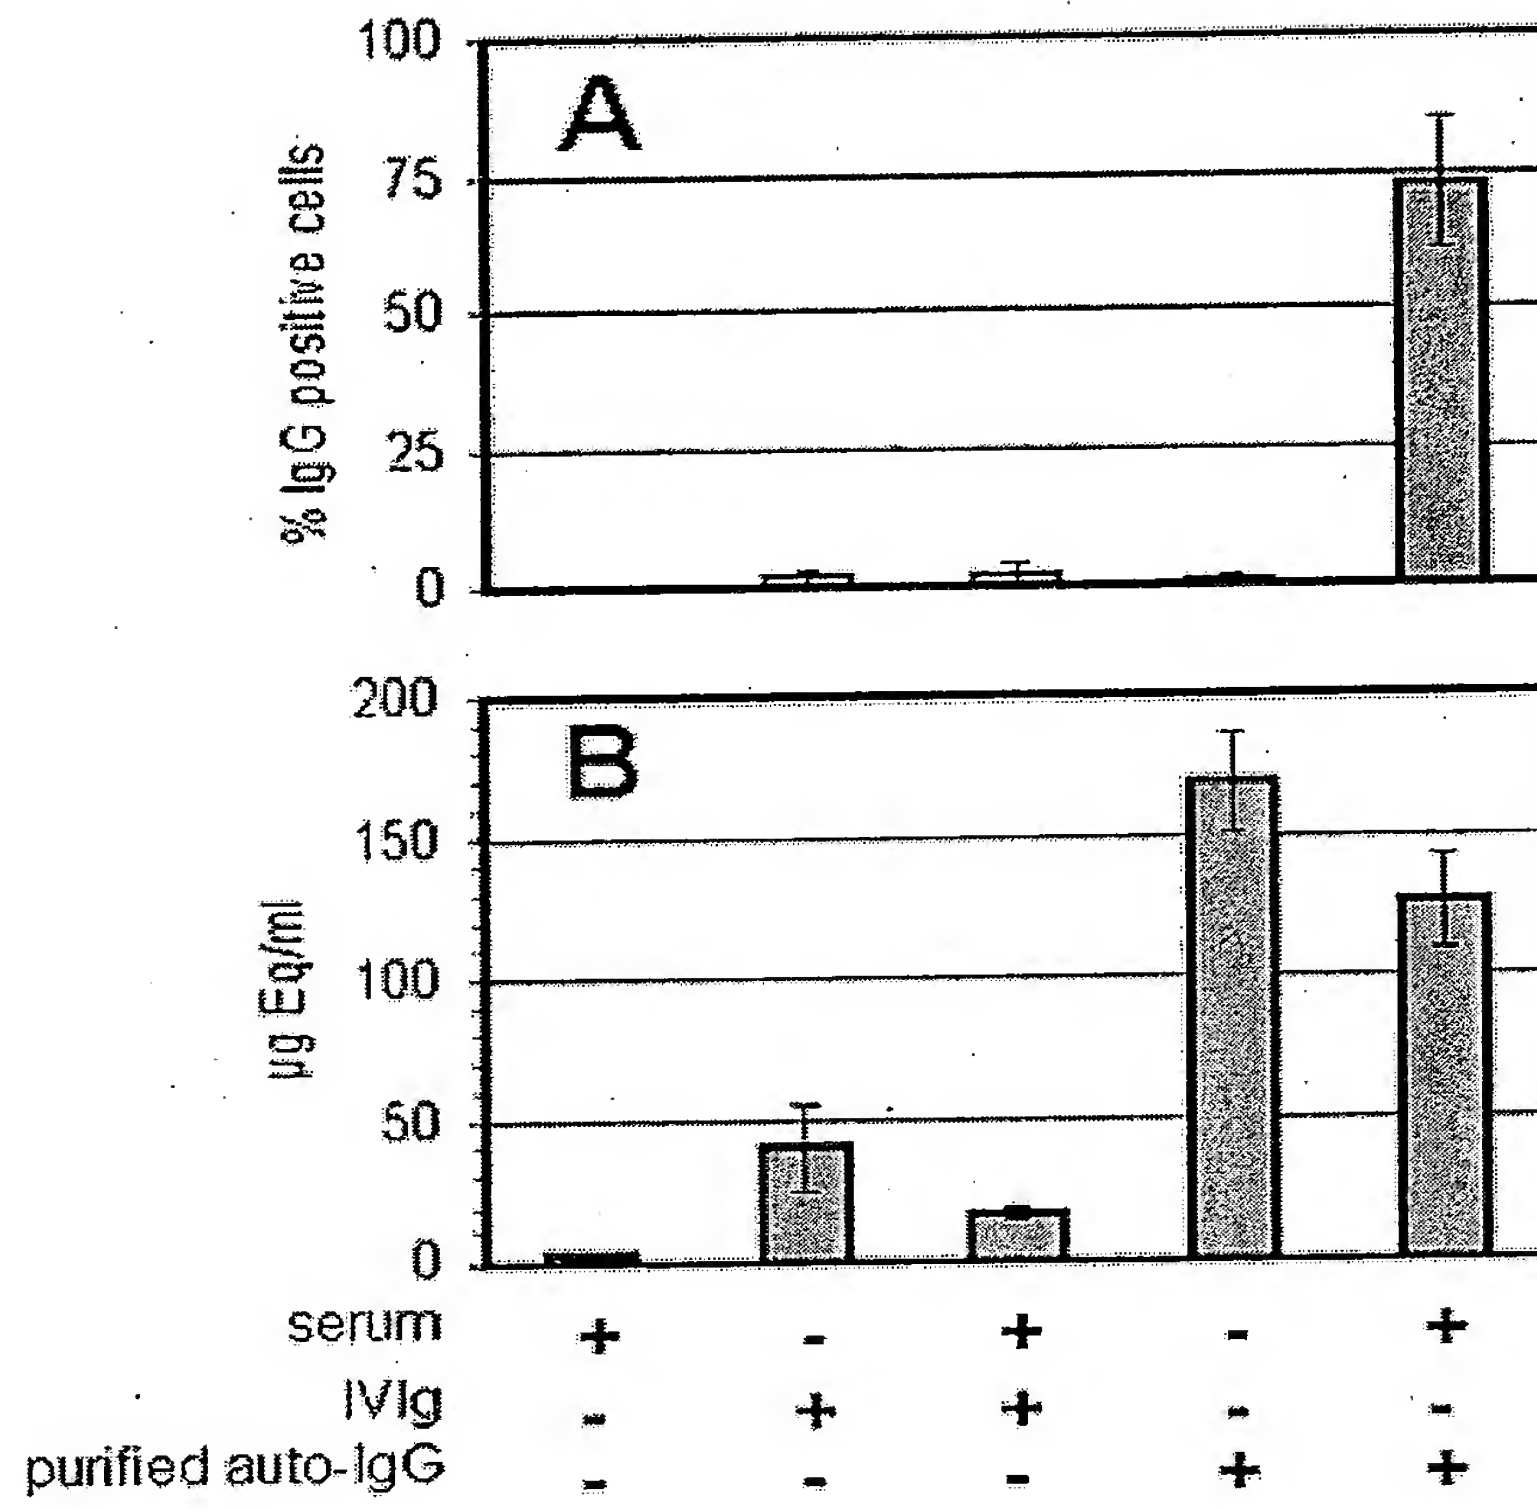 100
A
75
50
25
0
% IgG positive cells
200
B
150
100
50
0
µg Eq/ml
serum + - + - +
IVIg - + + - -
purified auto-IgG - - - + +